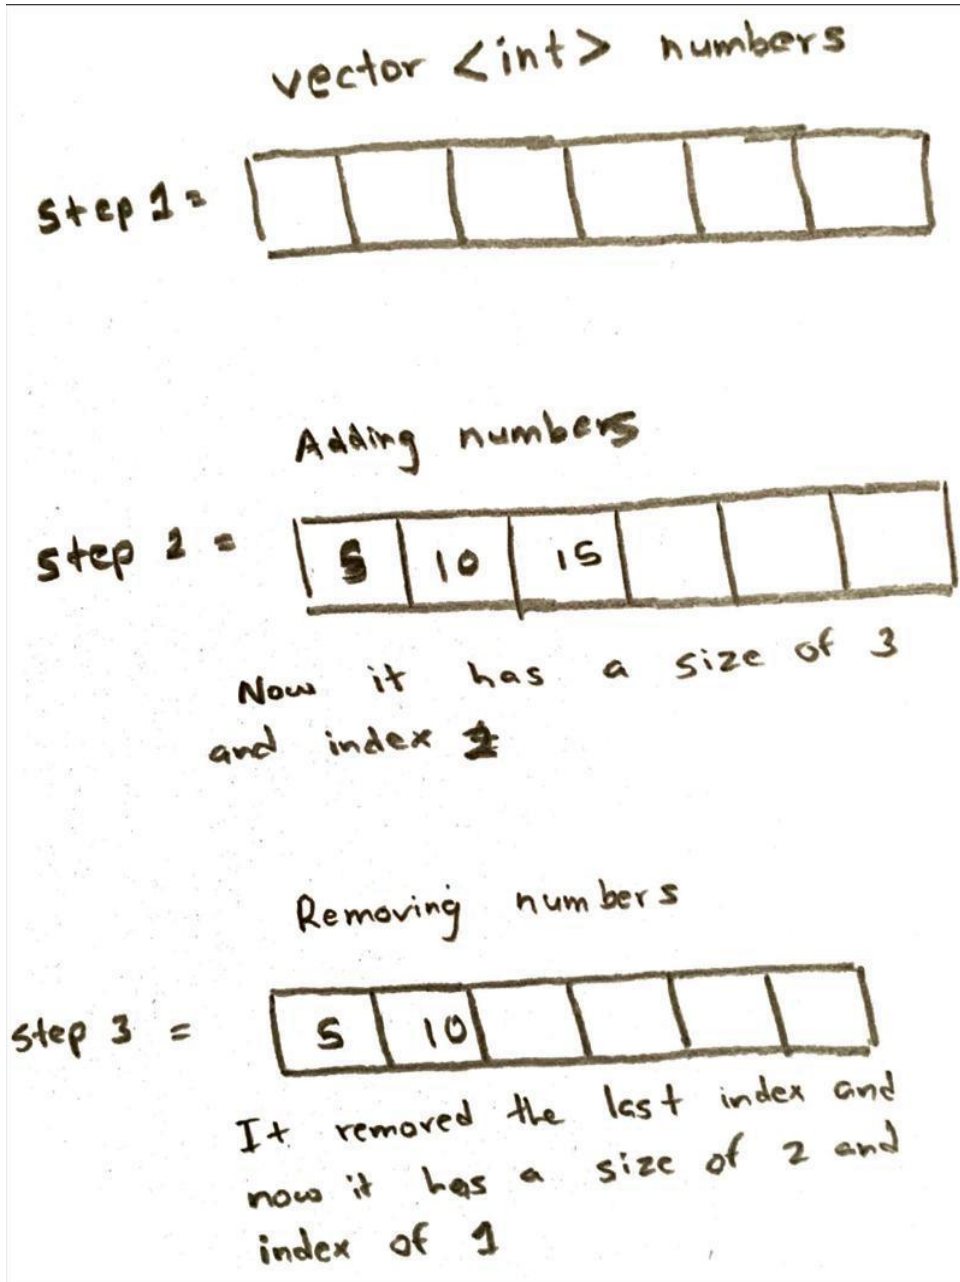 vector <int> numbers
step 1 =
Adding numbers
step 2 =
5 10 15
Now it has a size of 3
and index 2
Removing numbers
step 3 =
5 10
It removed the last index and
now it has a size of 2 and
index of 1